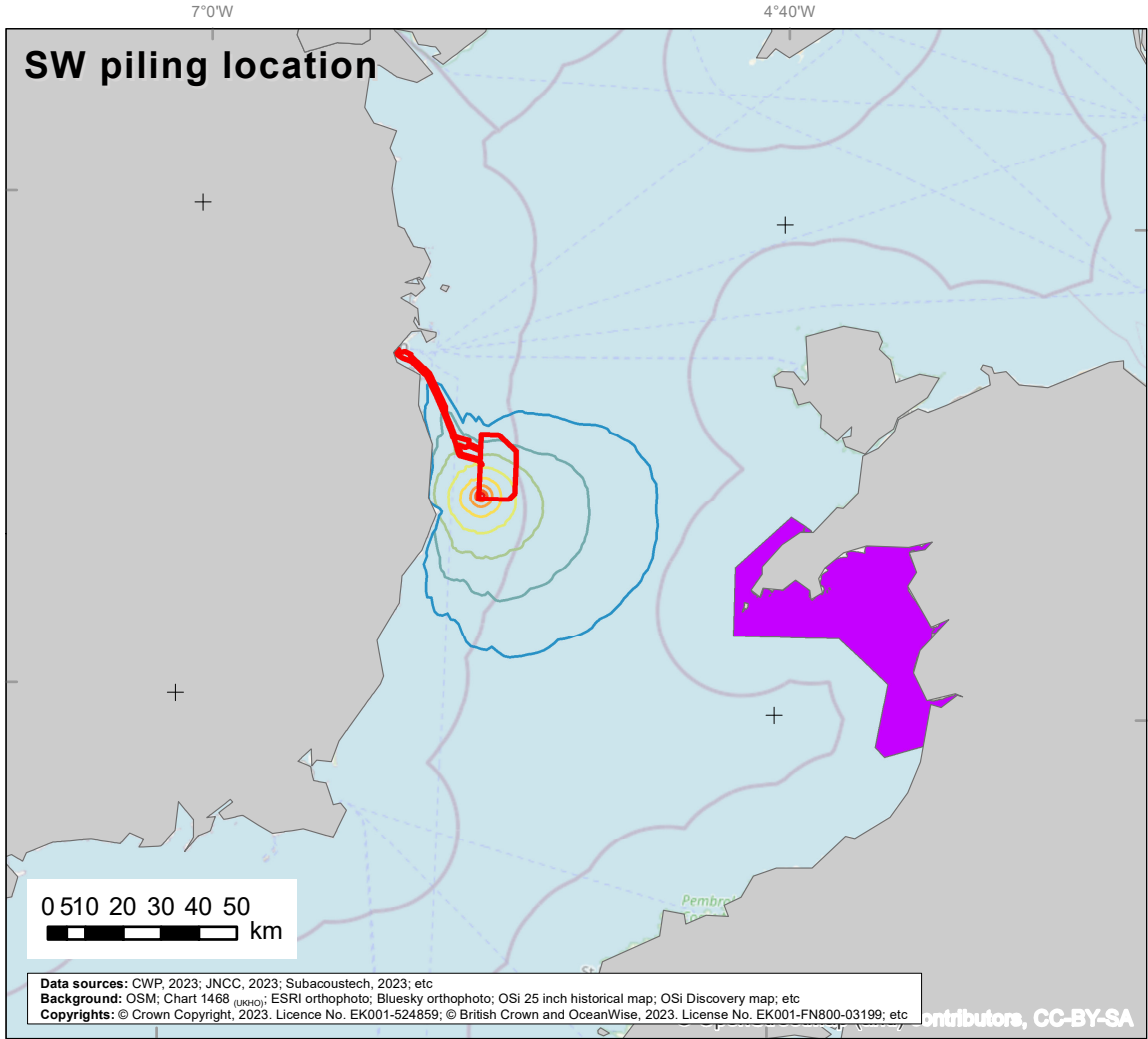 7°0'W 4°40'W
SW piling location
0 510 20 30 40 50
km
Data sources: CWP, 2023; JNCC, 2023; Subacoustech, 2023; etc
Background: OSM; Chart 1468 (UKHO); ESRI orthophoto; Bluesky orthophoto; OSi 25 inch historical map; OSi Discovery map; etc
Copyrights: © Crown Copyright, 2023. Licence No. EK001-524859; © British Crown and OceanWise, 2023. License No. EK001-FN800-03199; etc
contributors, CC-BY-SA